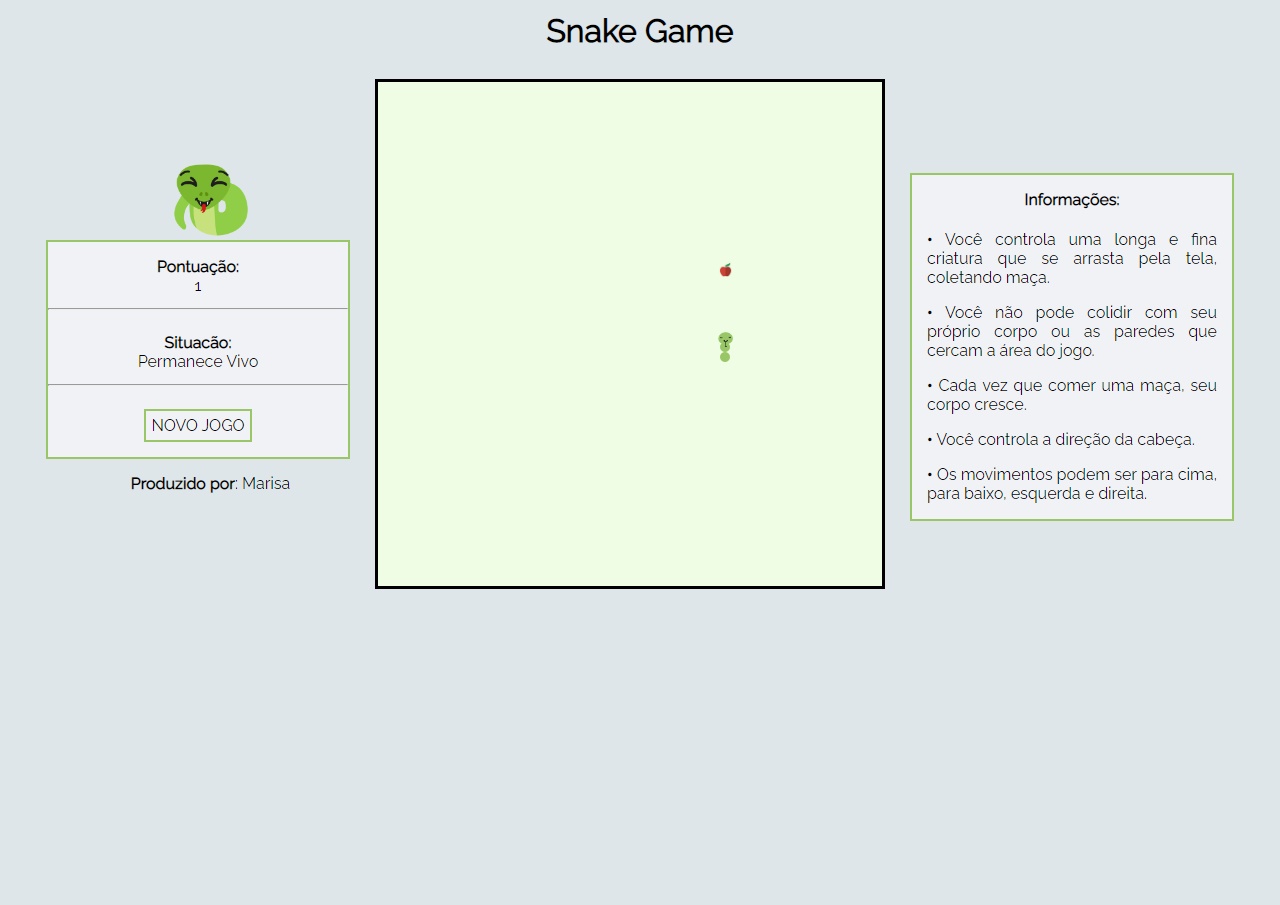 Snake Game
Pontuação:
1
Situacão:
Permanece Vivo
NOVO JOGO
Produzido por: Marisa
Informações:
• Você controla uma longa e fina
criatura que se arrasta pela tela,
coletando maça.
• Você não pode colidir com seu
próprio corpo ou as paredes que
cercam a área do jogo.
• Cada vez que comer uma maça, seu
corpo cresce.
• Você controla a direção da cabeça.
• Os movimentos podem ser para cima,
para baixo, esquerda e direita.